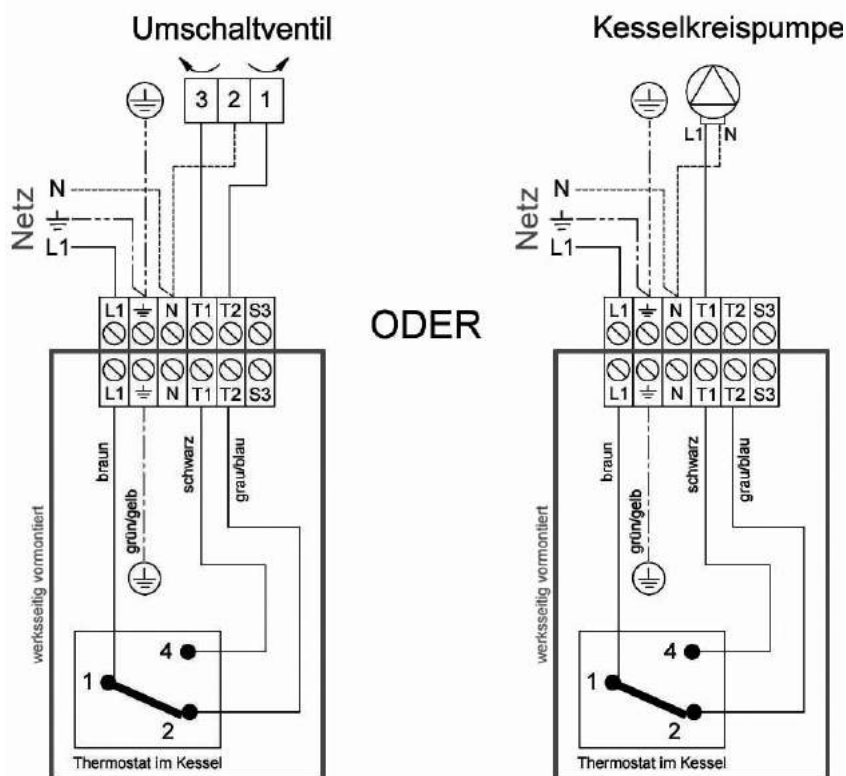 Umschaltventil
3 2 1
Netz
N
L1
L1 N T1 T2 S3
L1 N T1 T2 S3
braun
grün/gelb
schwarz
grau/blau
werksseitig vormontiert
4
1
2
Thermostat im Kessel
ODER
Kesselkreispumpe
L1 N
Netz
N
L1
L1 N T1 T2 S3
L1 N T1 T2 S3
braun
grün/gelb
schwarz
grau/blau
werksseitig vormontiert
4
1
2
Thermostat im Kessel